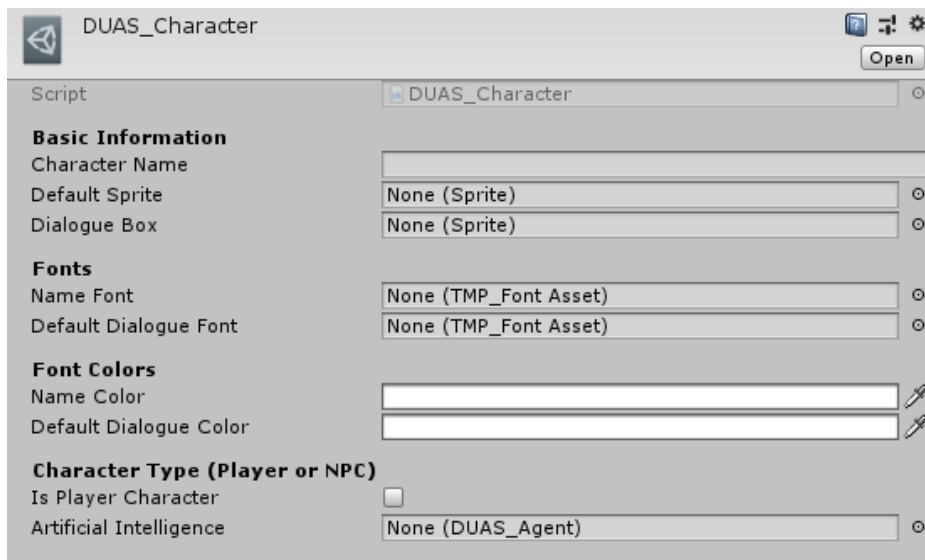 DUAS_Character
Open
Script DUAS_Character
Basic Information
Character Name
Default Sprite None (Sprite)
Dialogue Box None (Sprite)
Fonts
Name Font None (TMP_Font Asset)
Default Dialogue Font None (TMP_Font Asset)
Font Colors
Name Color
Default Dialogue Color
Character Type (Player or NPC)
Is Player Character
Artificial Intelligence None (DUAS_Agent)